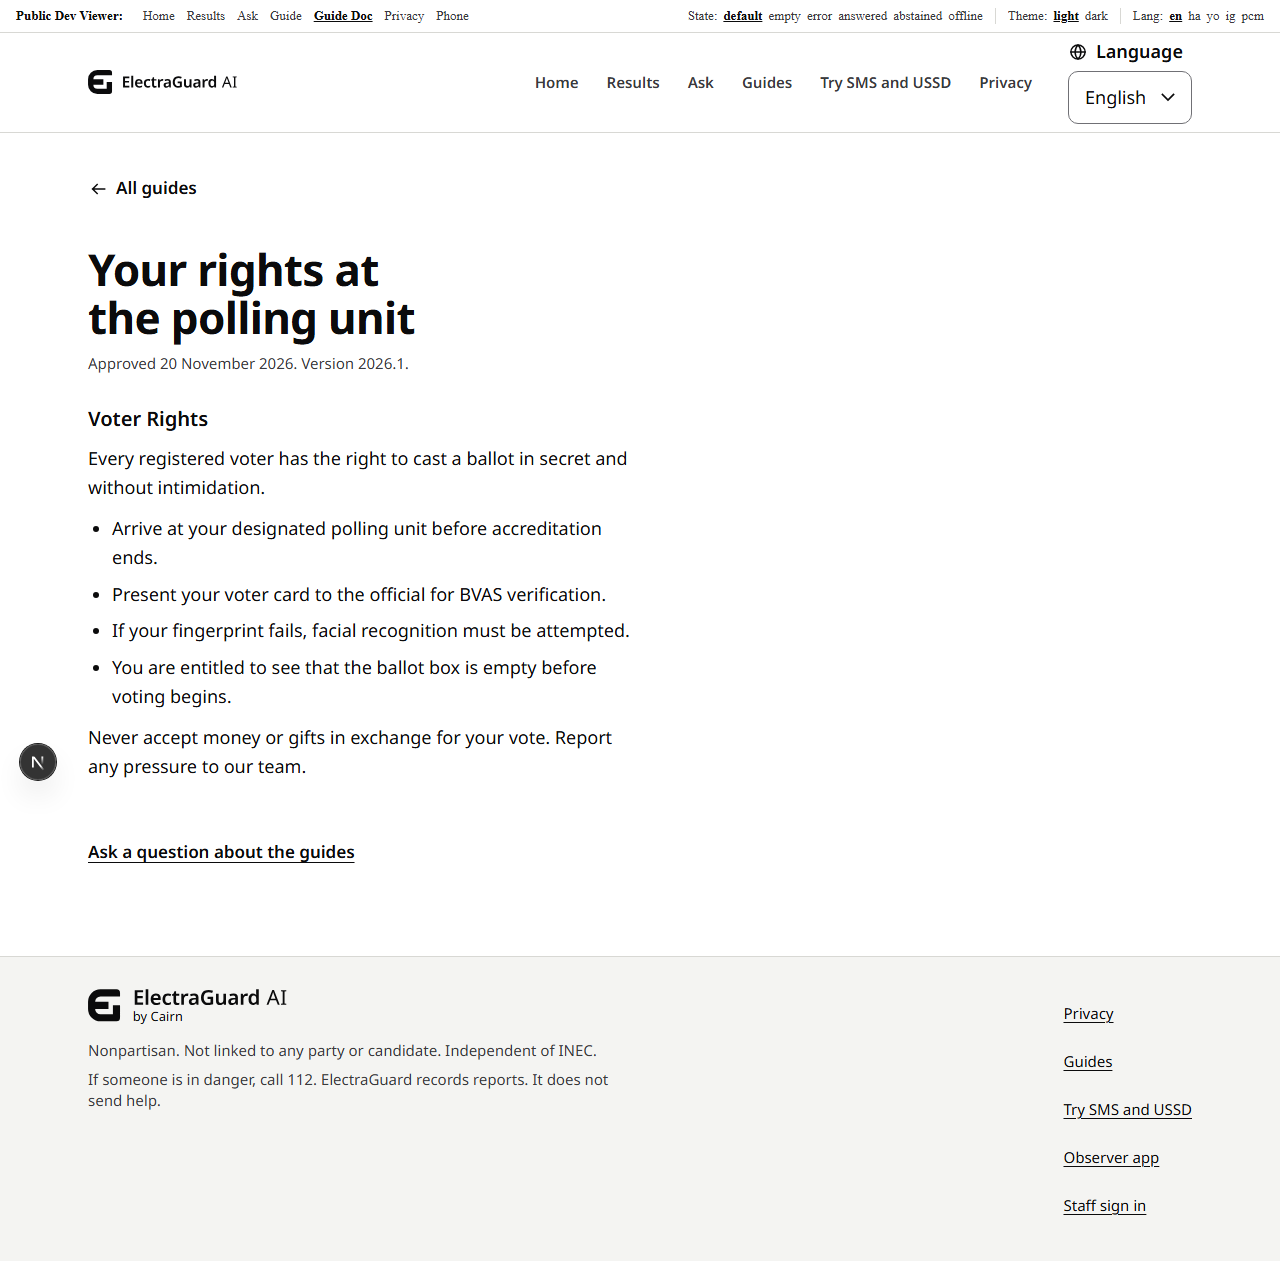 Public Dev Viewer: Home Results Ask Guide Guide Doc Privacy Phone State: default empty error answered abstained offline Theme: light dark Lang: en ha yo ig pcm
Language
ElectraGuard AI Home Results Ask Guides Try SMS and USSD Privacy
English
All guides
Your rights at
the polling unit
Approved 20 November 2026. Version 2026.1.
Voter Rights
Every registered voter has the right to cast a ballot in secret and
without intimidation.
Arrive at your designated polling unit before accreditation
ends.
Present your voter card to the official for BVAS verification.
If your fingerprint fails, facial recognition must be attempted.
You are entitled to see that the ballot box is empty before
voting begins.
Never accept money or gifts in exchange for your vote. Report
any pressure to our team.
N
Ask a question about the guides
ElectraGuard AI
by Cairn
Nonpartisan. Not linked to any party or candidate. Independent of INEC.
If someone is in danger, call 112. ElectraGuard records reports. It does not
send help.
Privacy
Guides
Try SMS and USSD
Observer app
Staff sign in